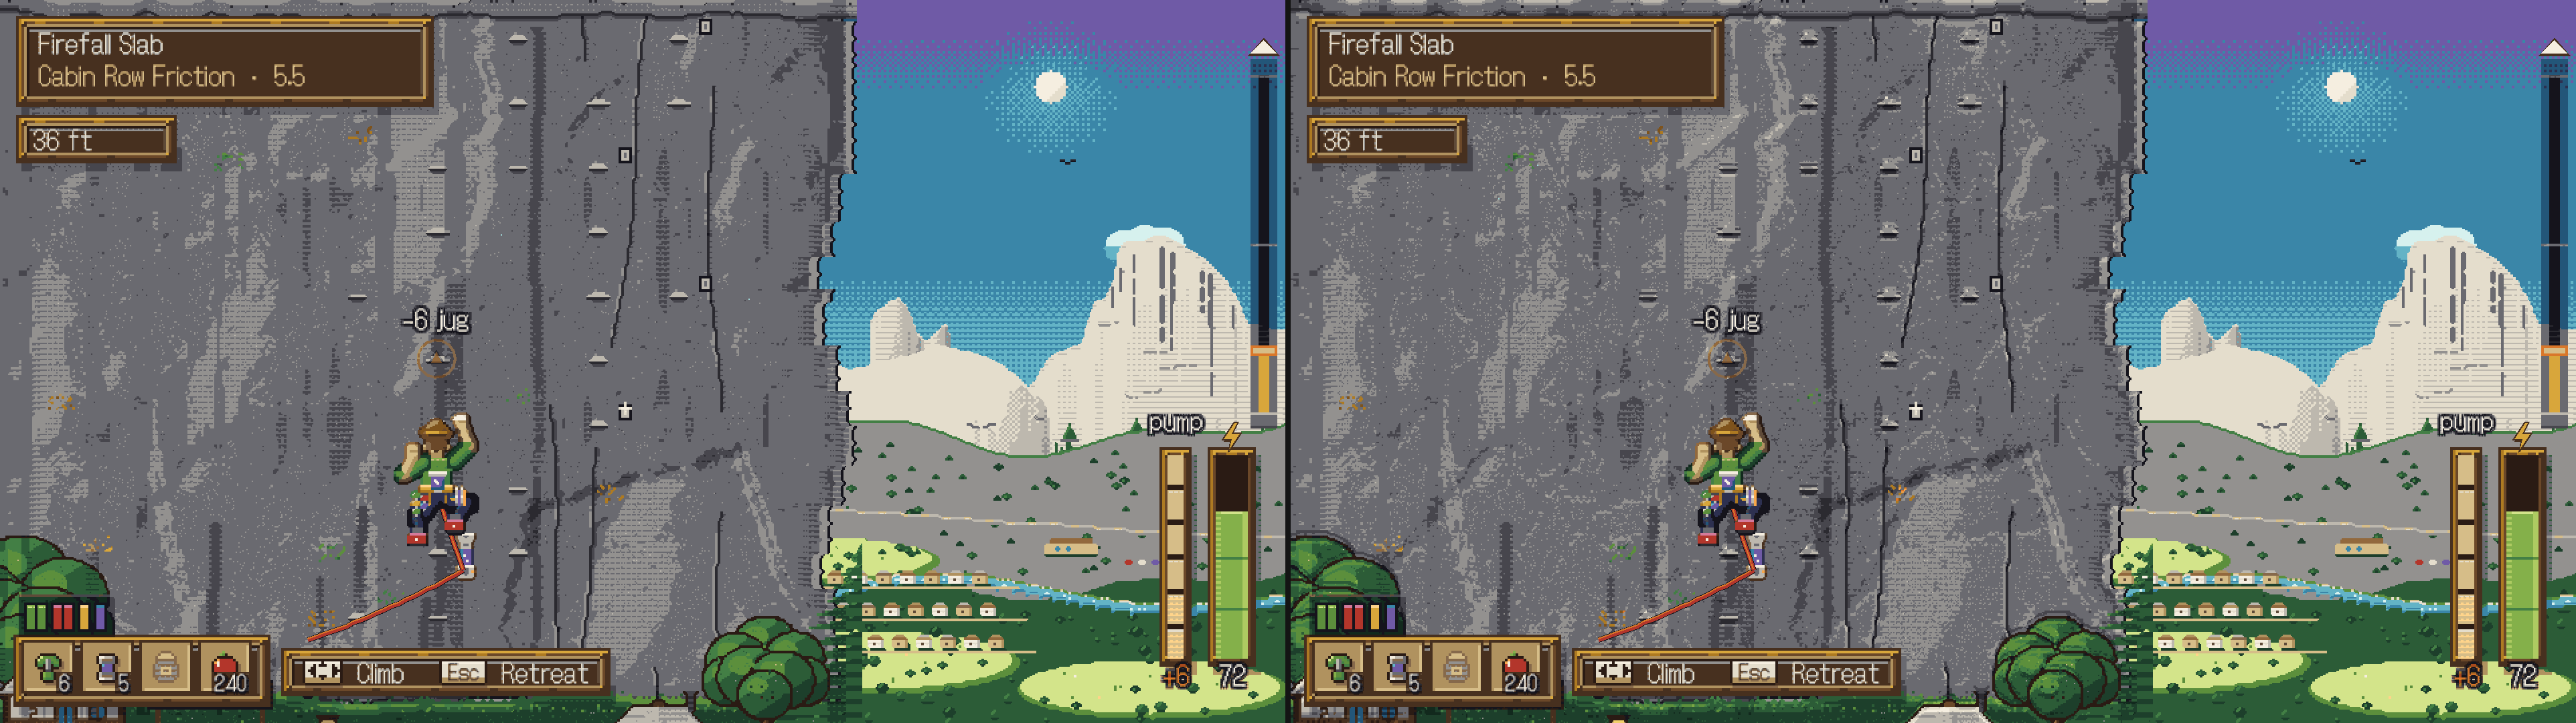 Firefall Slab
Cabin Row Friction · 5.5
36 ft
-6 jug
pump
6
5
240
Climb
Esc
Retreat
+6
72
Firefall Slab
Cabin Row Friction · 5.5
36 ft
-6 jug
pump
6
5
240
Climb
Esc
Retreat
+6
72